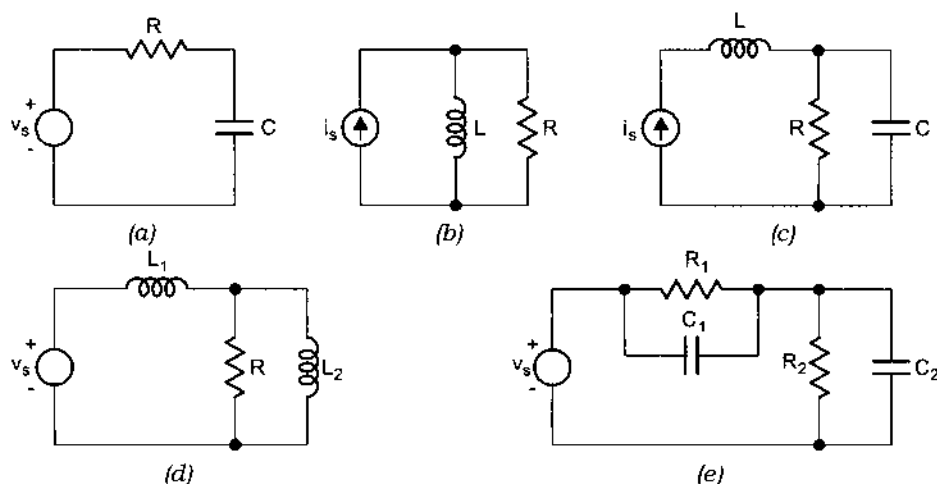 R
+
v_s
-
C
(a)
i_s
L
R
(b)
L
i_s
R
C
(c)
L_1
+
v_s
-
R
L_2
(d)
R_1
C_1
+
v_s
-
R_2
C_2
(e)